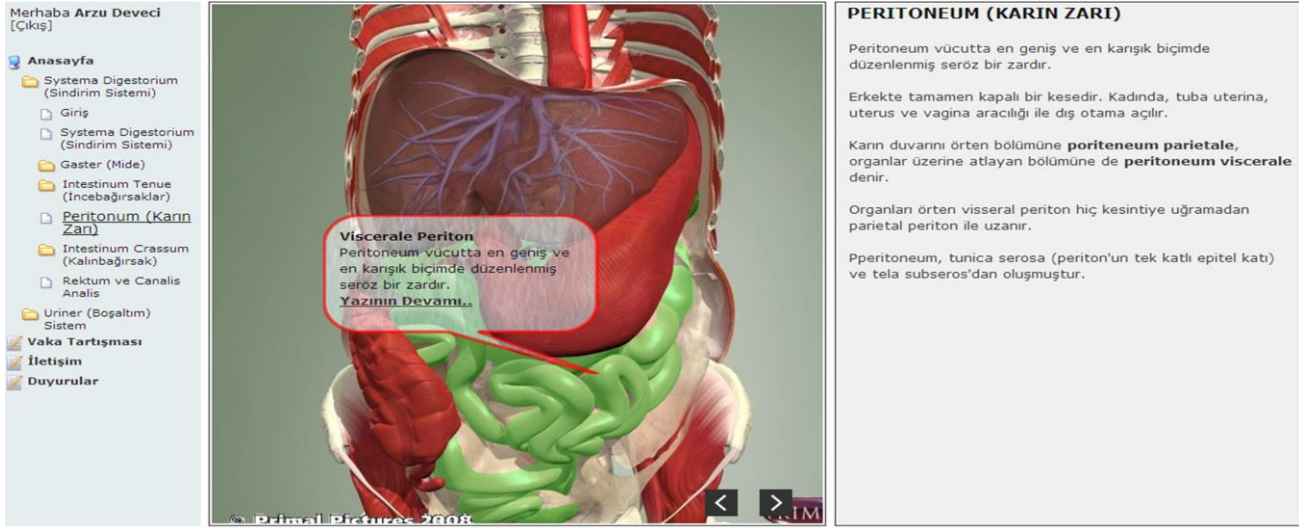 Merhaba Arzu Deveci
[Çıkış]
Anasayfa
Systema Digestorium
(Sindirim Sistemi)
Giriş
Systema Digestorium
(Sindirim Sistemi)
Gaster (Mide)
Intestinum Tenue
(İncebağırsaklar)
Peritonum (Karın
Zarı)
Intestinum Crassum
(Kalınbağırsak)
Rektum ve Canalis
Analis
Uriner (Boşaltım)
Sistem
Vaka Tartışması
İletişim
Duyurular
Viscerale Periton
Peritoneum vücutta en geniş ve
en karışık biçimde düzenlenmiş
seröz bir zardır.
Yazının Devamı..
© Primal Pictures 2008
PRIM
PERITONEUM (KARIN ZARI)
Peritoneum vücutta en geniş ve en karışık biçimde
düzenlenmiş seröz bir zardır.
Erkekte tamamen kapalı bir kesedir. Kadında, tuba uterina,
uterus ve vagina aracılığı ile dış otama açılır.
Karın duvarını örten bölümüne poriteneum parietale,
organlar üzerine atlayan bölümüne de peritoneum viscerale
denir.
Organları örten visseral periton hiç kesintiye uğramadan
parietal periton ile uzanır.
Pperitoneum, tunica serosa (periton'un tek katlı epitel katı)
ve tela subseros'dan oluşmuştur.